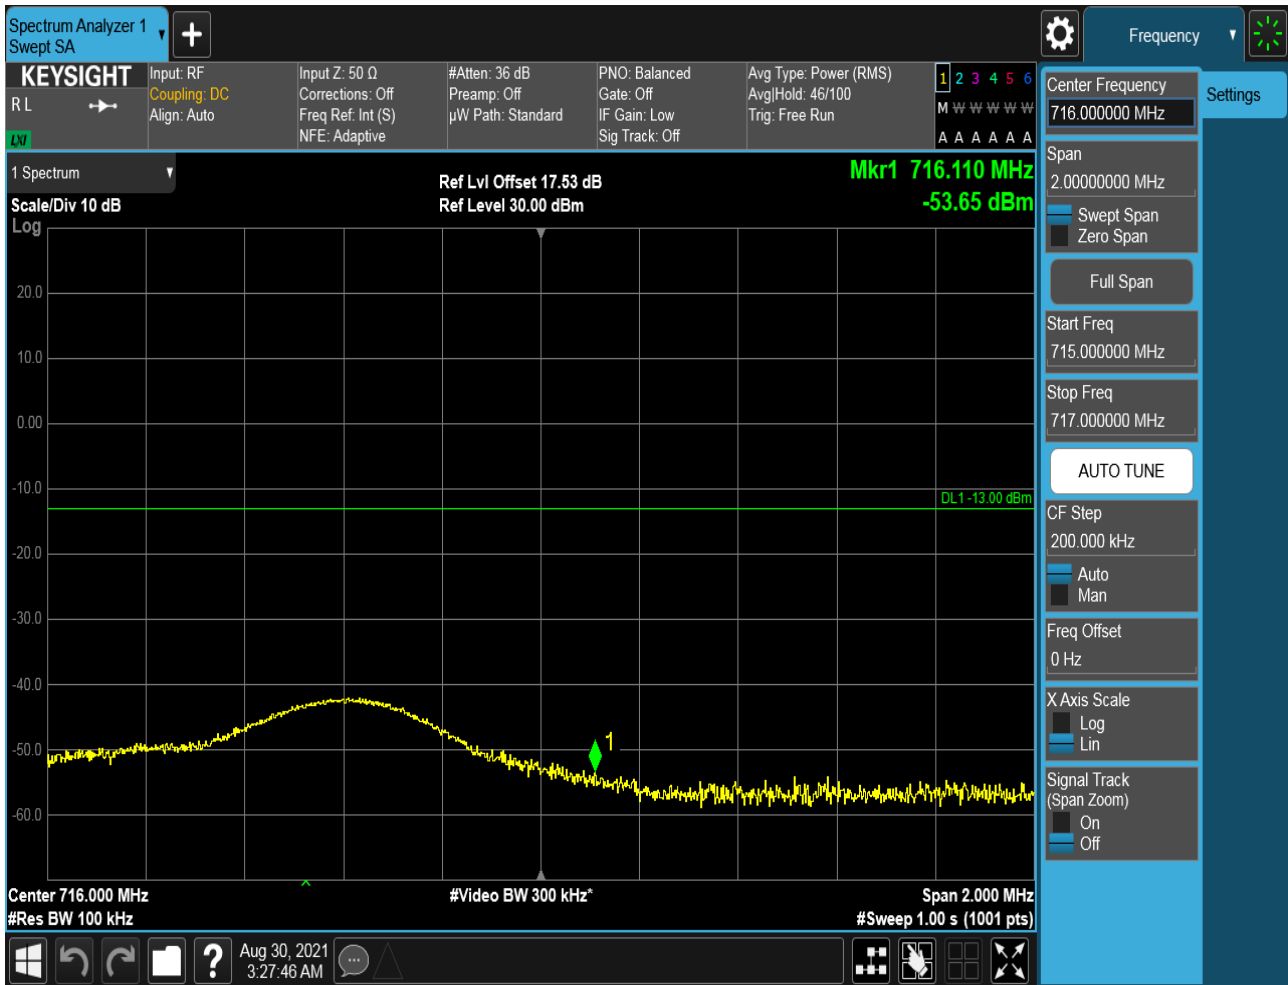 Spectrum Analyzer 1
Swept SA
+
Frequency
KEYSIGHT
R L
LXI
Input: RF
Coupling: DC
Align: Auto
Input Z: 50 Ω
Corrections: Off
Freq Ref: Int (S)
NFE: Adaptive
#Atten: 36 dB
Preamp: Off
µW Path: Standard
PNO: Balanced
Gate: Off
IF Gain: Low
Sig Track: Off
Avg Type: Power (RMS)
Avg|Hold: 46/100
Trig: Free Run
1 2 3 4 5 6
M W W W W W
A A A A A A
1 Spectrum
Scale/Div 10 dB
Log
Ref Lvl Offset 17.53 dB
Ref Level 30.00 dBm
Mkr1 716.110 MHz
-53.65 dBm
20.0
10.0
0.00
-10.0
DL1 -13.00 dBm
-20.0
-30.0
-40.0
1
-50.0
-60.0
Center 716.000 MHz
#Video BW 300 kHz*
Span 2.000 MHz
#Res BW 100 kHz
#Sweep 1.00 s (1001 pts)
?
Aug 30, 2021
3:27:46 AM
Center Frequency
716.000000 MHz
Settings
Span
2.00000000 MHz
Swept Span
Zero Span
Full Span
Start Freq
715.000000 MHz
Stop Freq
717.000000 MHz
AUTO TUNE
CF Step
200.000 kHz
Auto
Man
Freq Offset
0 Hz
X Axis Scale
Log
Lin
Signal Track
(Span Zoom)
On
Off